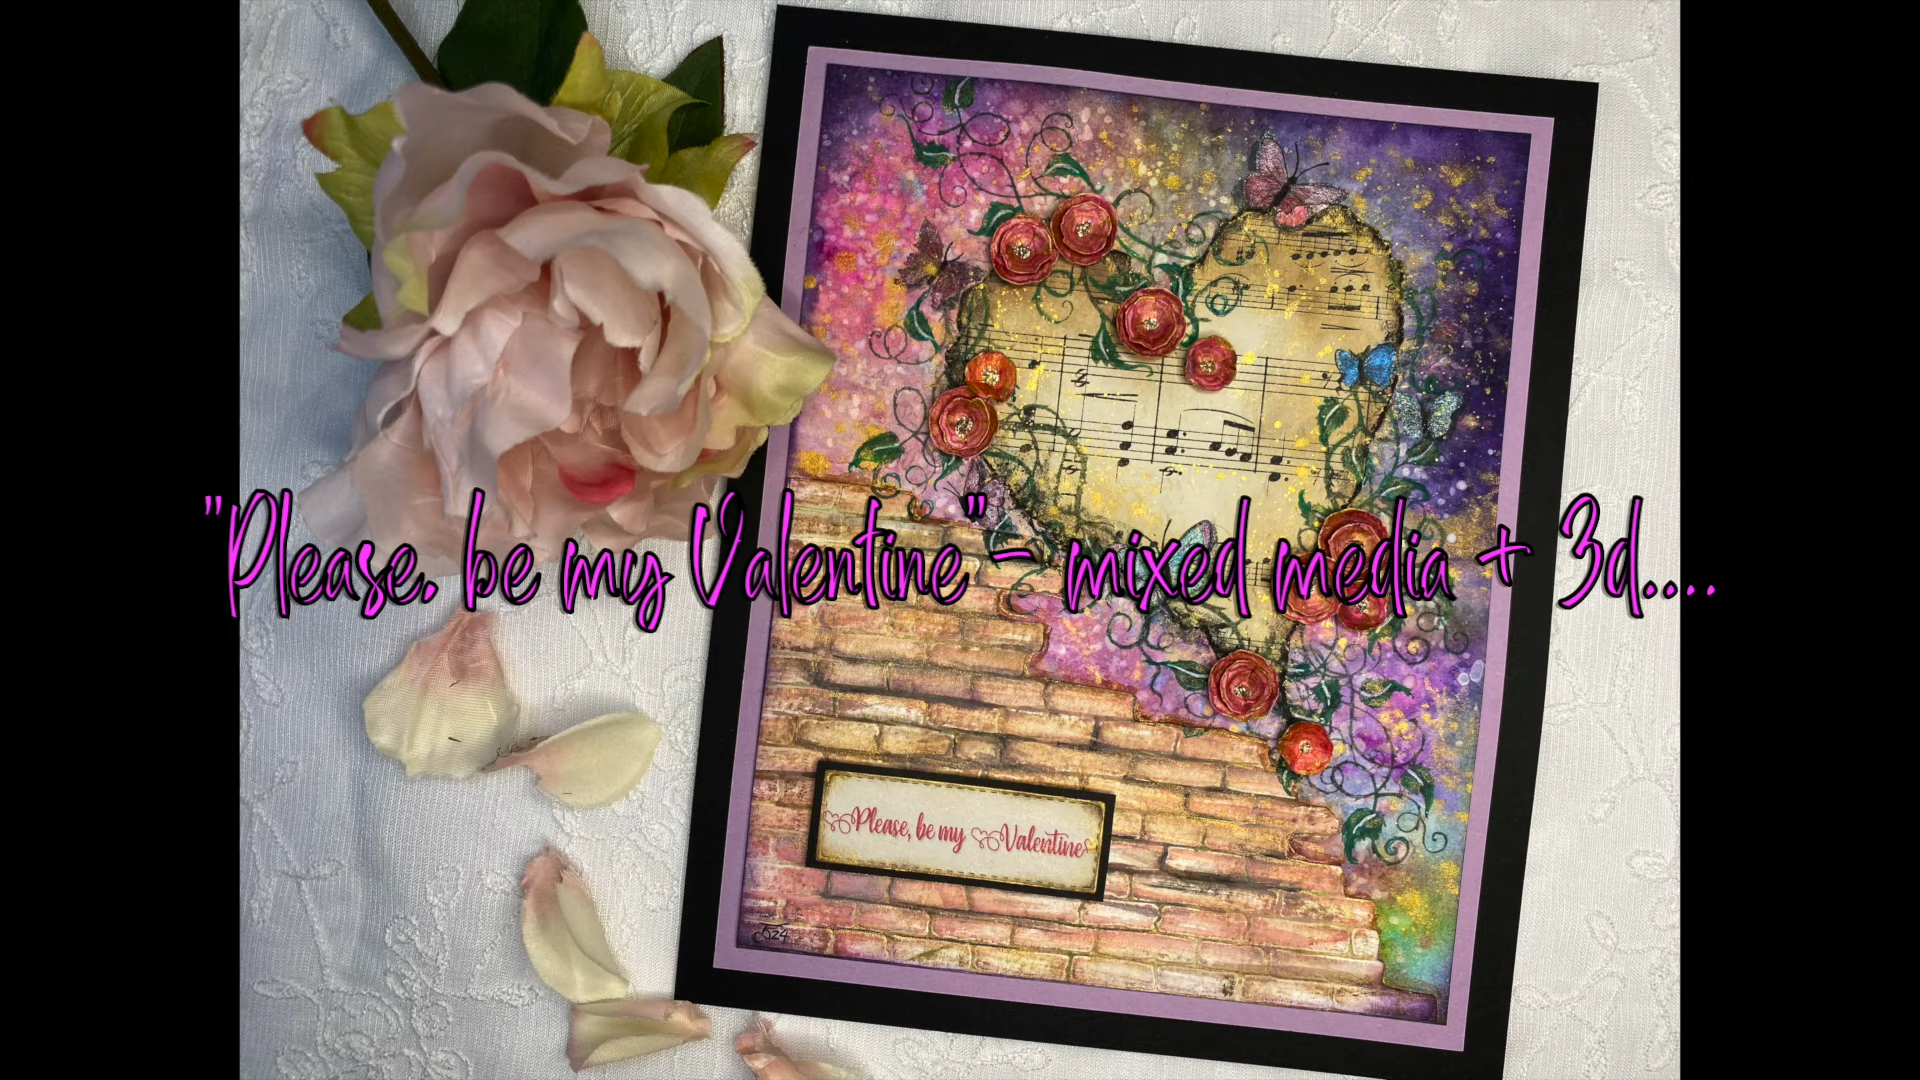 "Please. be my Valentine" - mixed media + 3d....
Please, be my Valentine